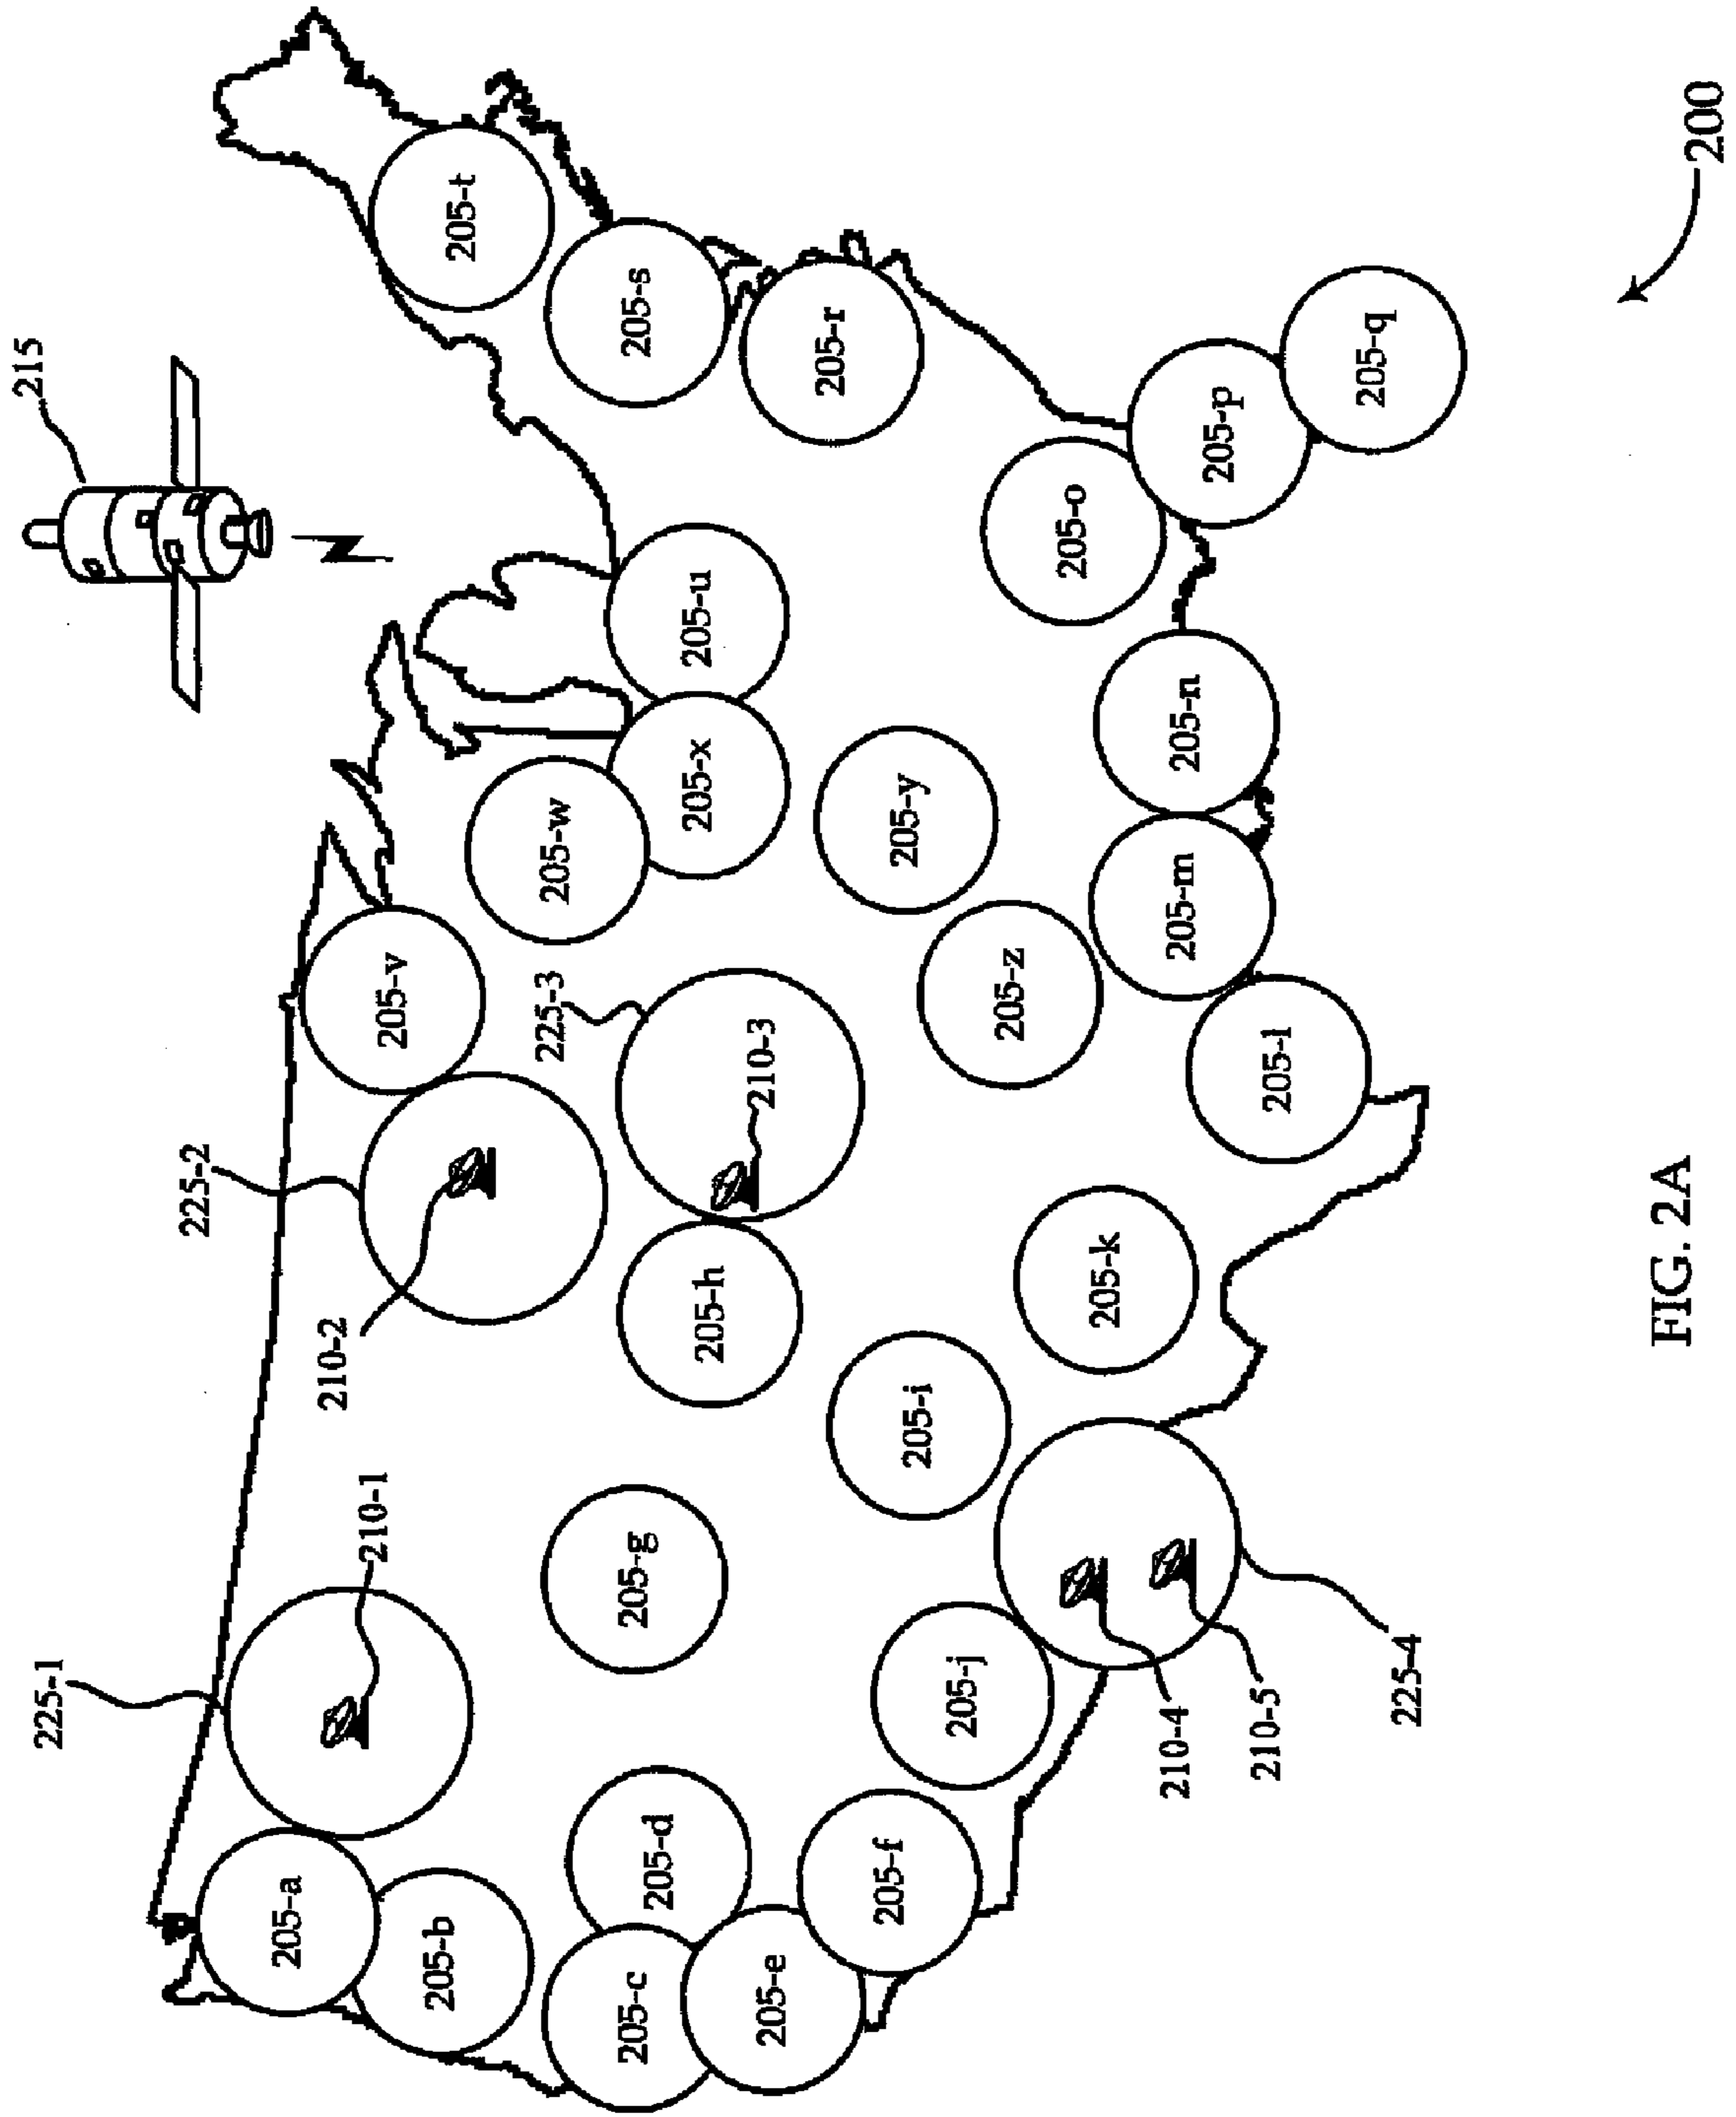 215
225-1
225-2
210-1
210-2
225-3
210-3
205-a
205-b
205-c
205-d
205-e
205-f
205-g
205-h
205-i
205-j
205-k
205-l
205-m
205-n
205-o
205-p
205-q
205-r
205-s
205-t
205-u
205-v
205-w
205-x
205-y
205-z
210-4
210-5
225-4
200
FIG. 2A